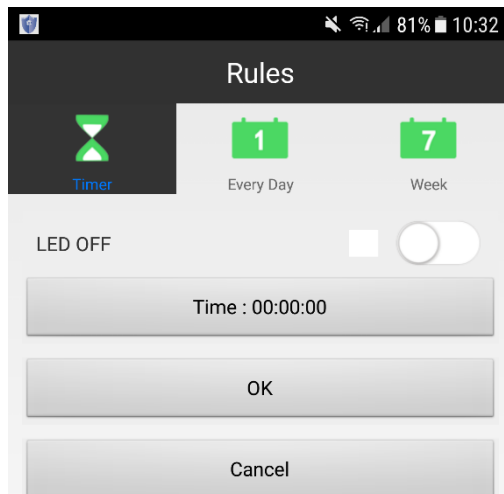 81% 10:32
Rules
1 7
Timer Every Day Week
LED OFF
Time : 00:00:00
OK
Cancel